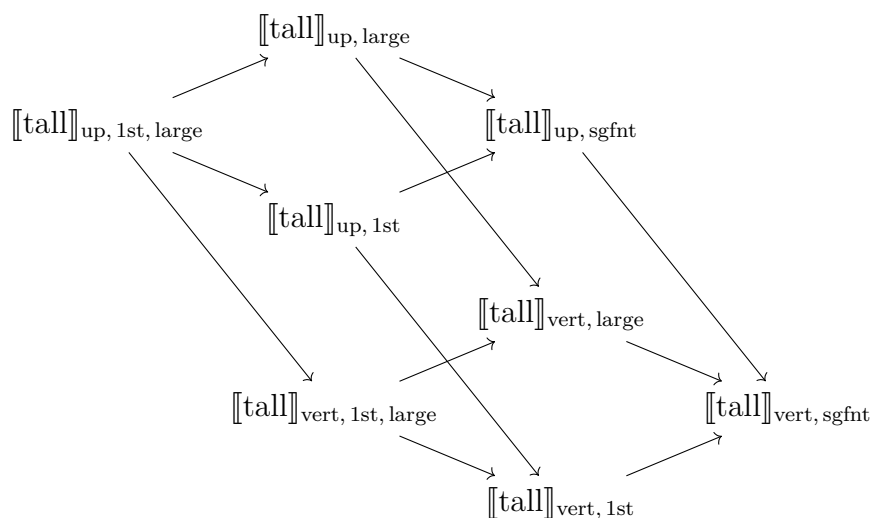 ⟦tall⟧up, large
⟦tall⟧up, 1st, large
⟦tall⟧up, sgfnt
⟦tall⟧up, 1st
⟦tall⟧vert, large
⟦tall⟧vert, 1st, large
⟦tall⟧vert, sgfnt
⟦tall⟧vert, 1st